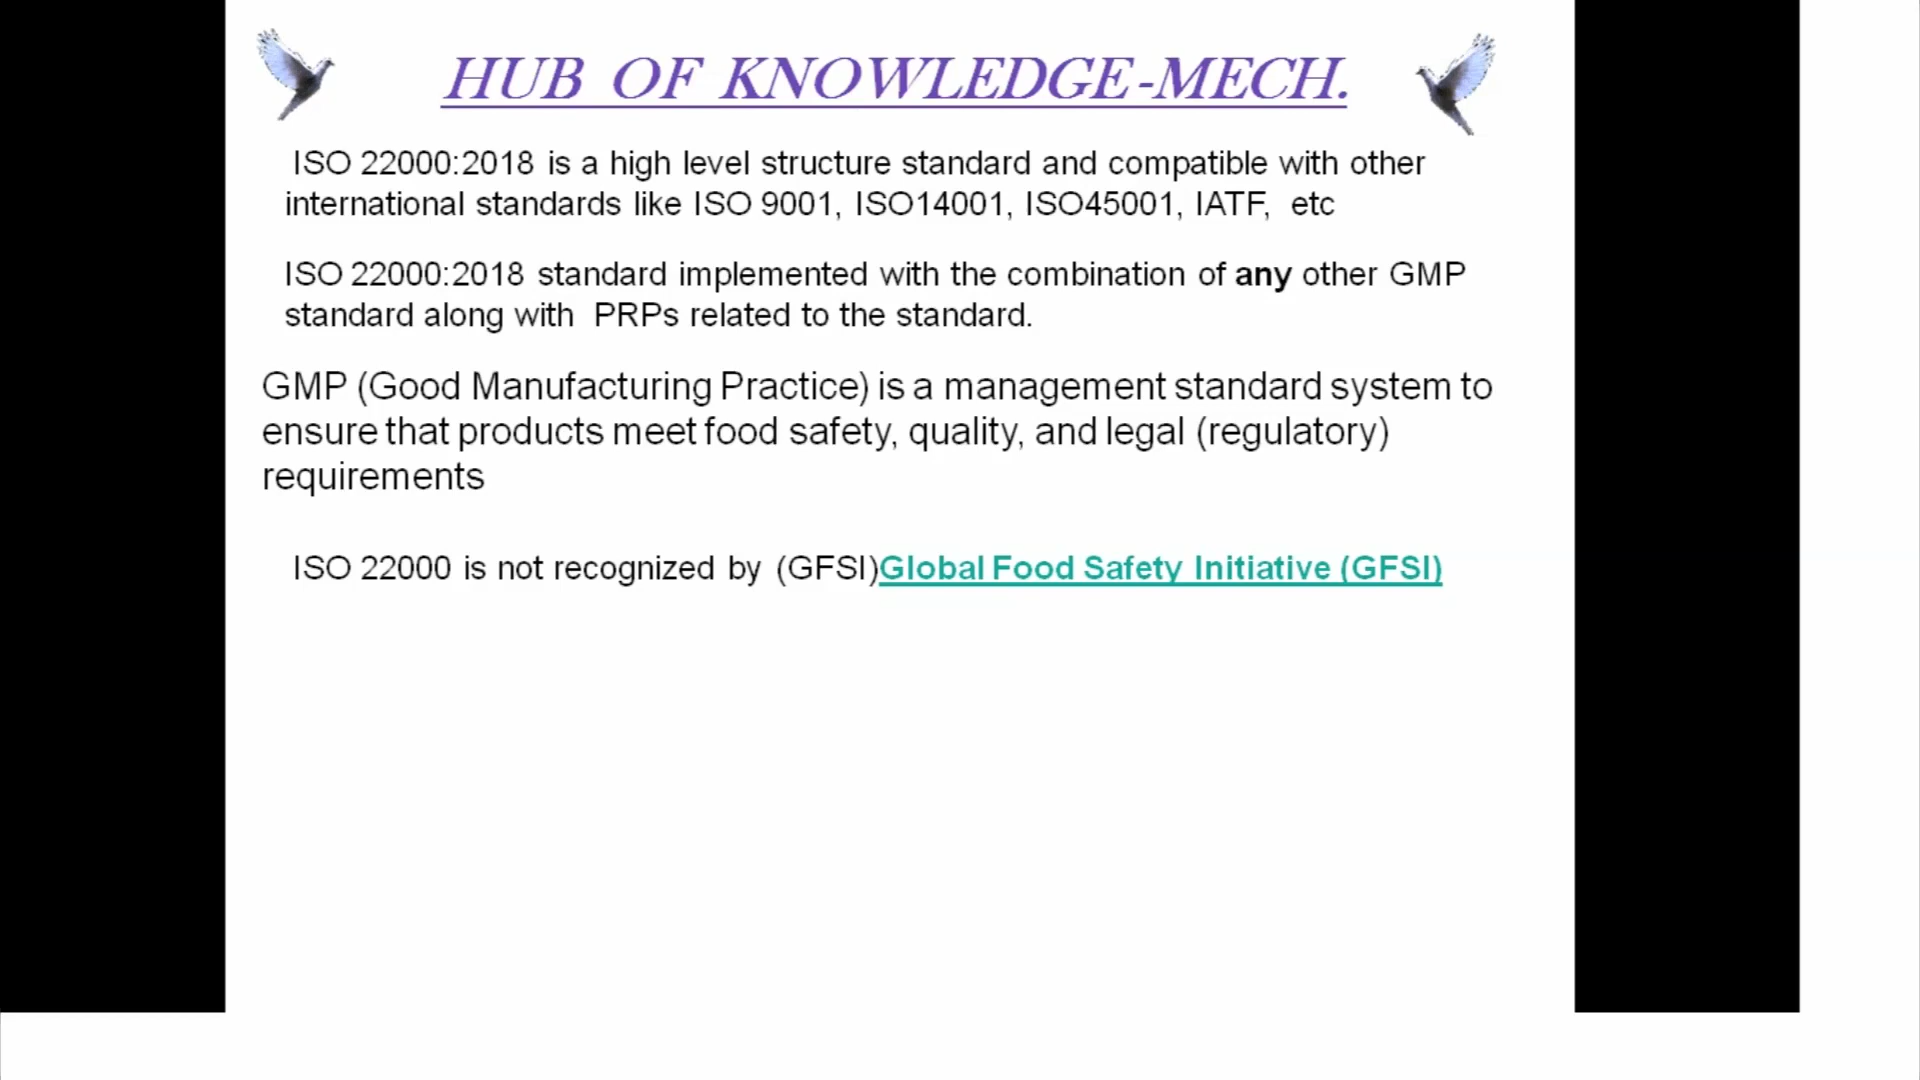 HUB OF KNOWLEDGE-MECH.
ISO 22000:2018 is a high level structure standard and compatible with other
international standards like ISO 9001, ISO14001, ISO45001, IATF, etc
ISO 22000:2018 standard implemented with the combination of any other GMP
standard along with PRPs related to the standard.
GMP (Good Manufacturing Practice) is a management standard system to
ensure that products meet food safety, quality, and legal (regulatory)
requirements
ISO 22000 is not recognized by (GFSI)Global Food Safety Initiative (GFSI)